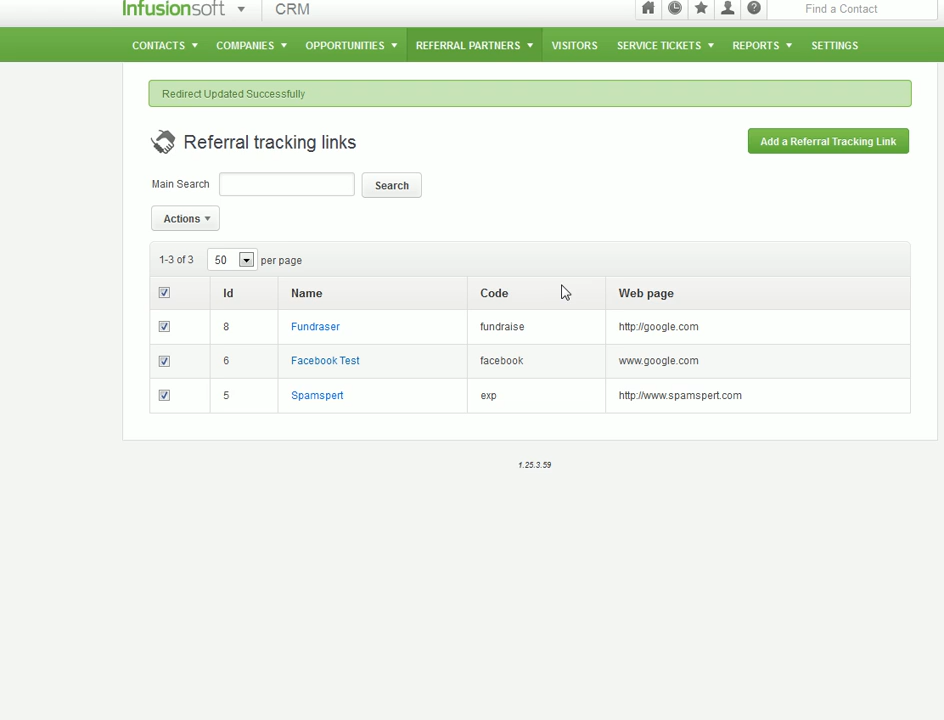 Infusionsoft CRM Find a Contact
CONTACTS COMPANIES OPPORTUNITIES REFERRAL PARTNERS VISITORS SERVICE TICKETS REPORTS SETTINGS
Redirect Updated Successfully
Referral tracking links Add a Referral Tracking Link
Main Search Search
Actions
1-3 of 3 50 per page
Id Name Code Web page
8 Fundraser fundraise http://google.com
6 Facebook Test facebook www.google.com
5 Spamspert exp http://www.spamspert.com
1.25.3.59